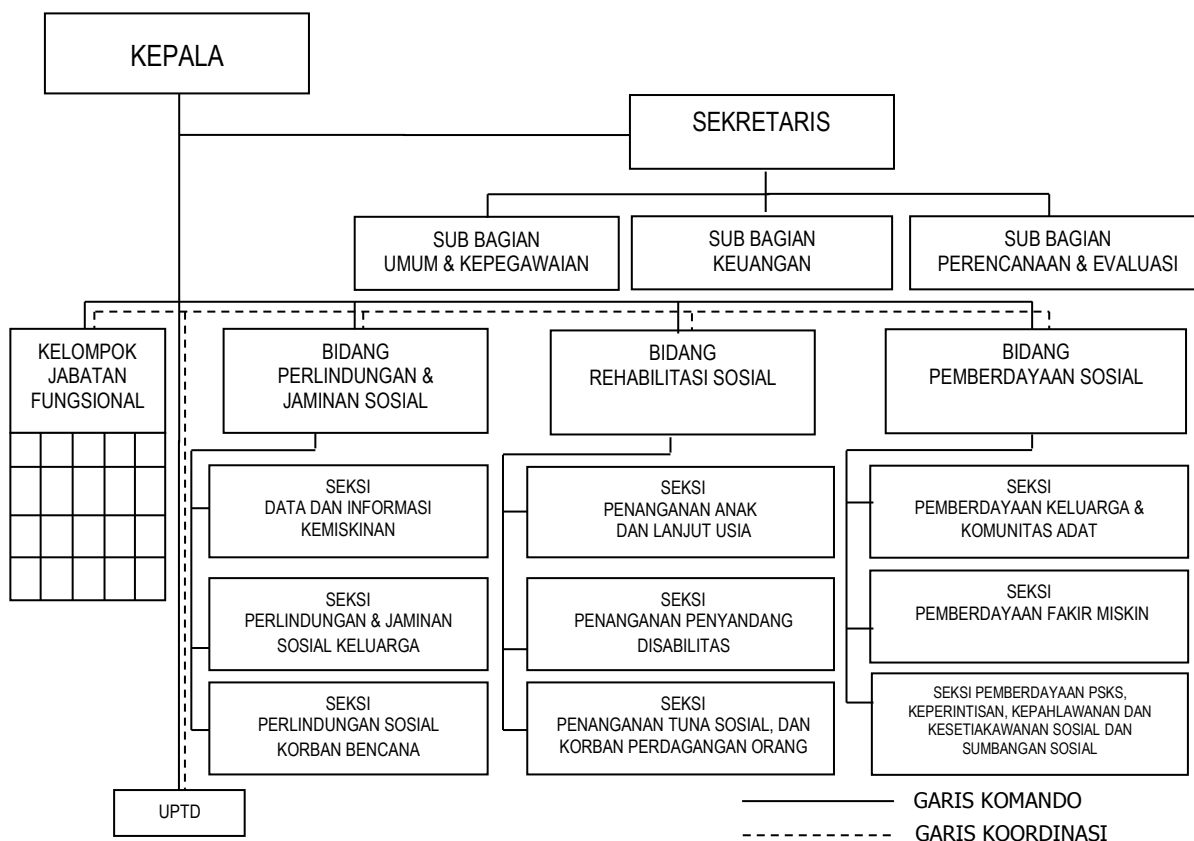 KEPALA
SEKRETARIS
SUB BAGIAN
UMUM & KEPEGAWAIAN
SUB BAGIAN
KEUANGAN
SUB BAGIAN
PERENCANAAN & EVALUASI
KELOMPOK
JABATAN
FUNGSIONAL
BIDANG
PERLINDUNGAN &
JAMINAN SOSIAL
BIDANG
REHABILITASI SOSIAL
BIDANG
PEMBERDAYAAN SOSIAL
SEKSI
DATA DAN INFORMASI
KEMISKINAN
SEKSI
PENANGANAN ANAK
DAN LANJUT USIA
SEKSI
PEMBERDAYAAN KELUARGA &
KOMUNITAS ADAT
SEKSI
PERLINDUNGAN & JAMINAN
SOSIAL KELUARGA
SEKSI
PENANGANAN PENYANDANG
DISABILITAS
SEKSI
PEMBERDAYAAN FAKIR MISKIN
SEKSI
PERLINDUNGAN SOSIAL
KORBAN BENCANA
SEKSI
PENANGANAN TUNA SOSIAL, DAN
KORBAN PERDAGANGAN ORANG
SEKSI PEMBERDAYAAN PSKS,
KEPERINTISAN, KEPAHLAWANAN DAN
KESETIAKAWANAN SOSIAL DAN
SUMBANGAN SOSIAL
UPTD
GARIS KOMANDO
GARIS KOORDINASI